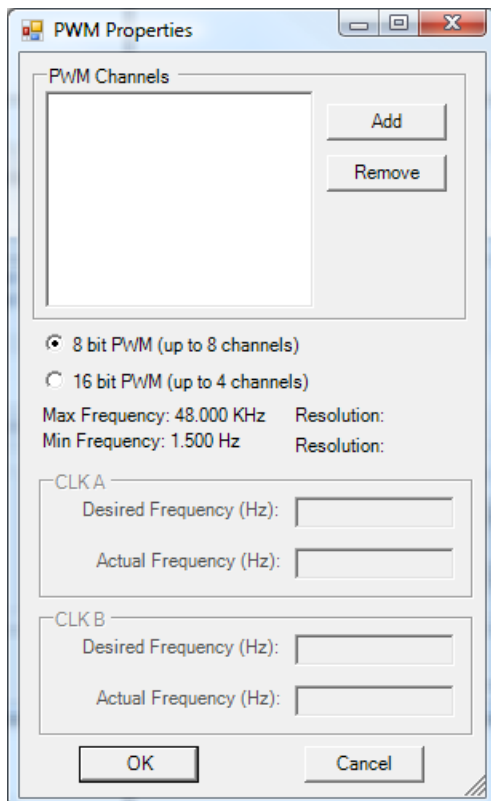 PWM Properties
PWM Channels
Add
Remove
8 bit PWM (up to 8 channels)
16 bit PWM (up to 4 channels)
Max Frequency: 48.000 KHz Resolution:
Min Frequency: 1.500 Hz Resolution:
CLK A
Desired Frequency (Hz):
Actual Frequency (Hz):
CLK B
Desired Frequency (Hz):
Actual Frequency (Hz):
OK Cancel